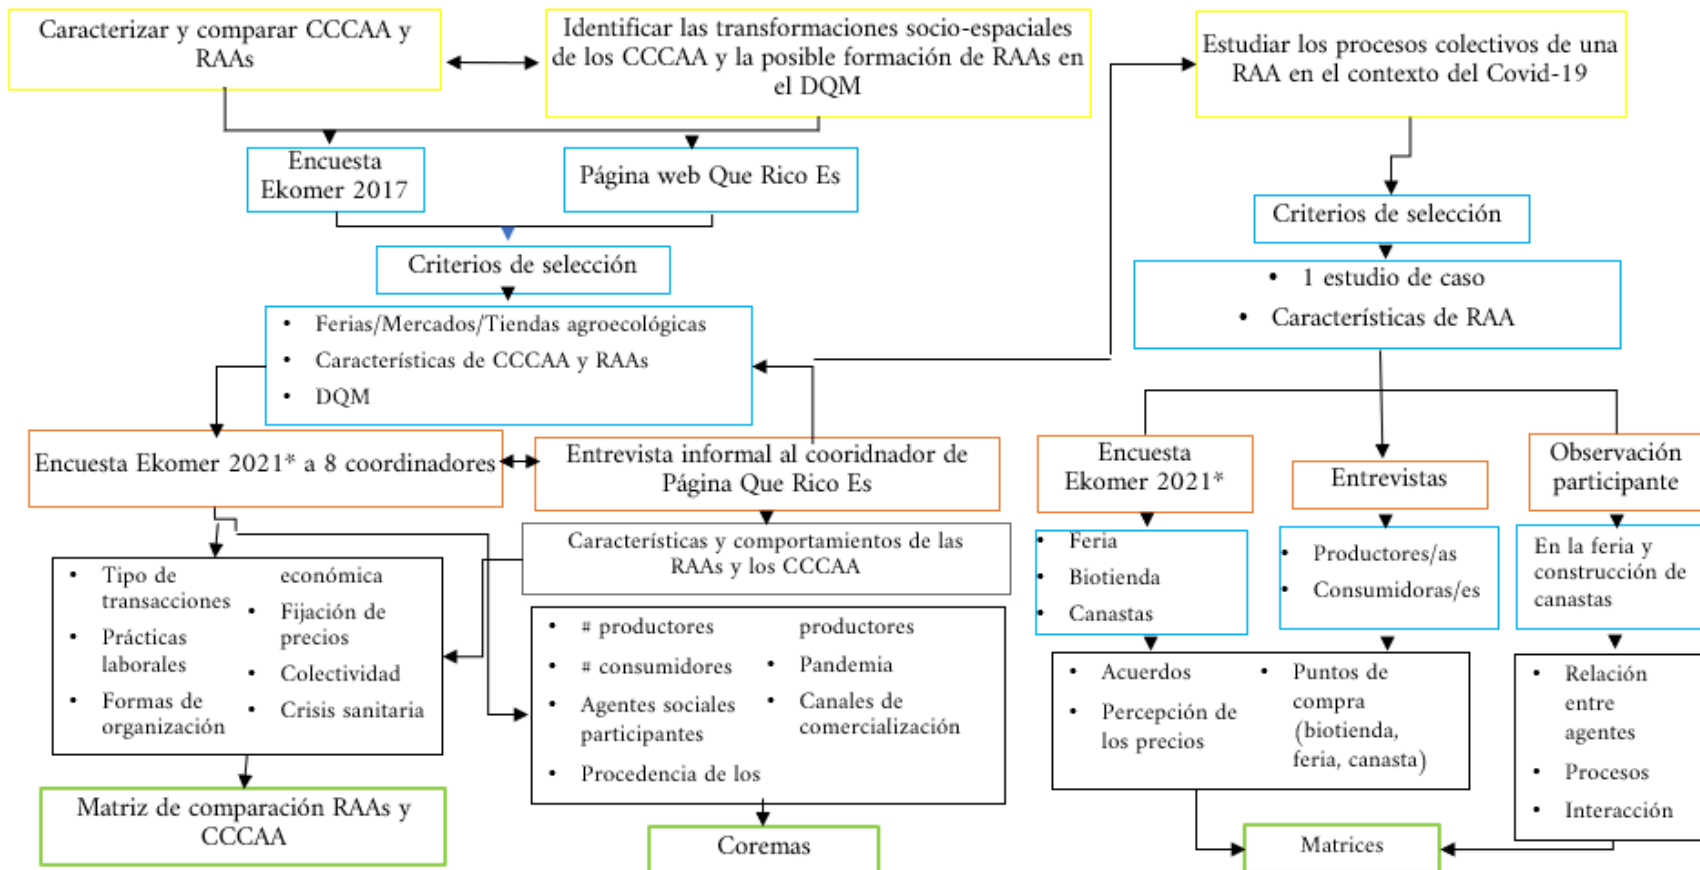 Caracterizar y comparar CCCAA y
RAAs
Identificar las transformaciones socio-espaciales
de los CCCAA y la posible formación de RAAs en
el DQM
Estudiar los procesos colectivos de una
RAA en el contexto del Covid-19
Encuesta
Ekomer 2017
Página web Que Rico Es
Criterios de selección
• Ferias/Mercados/Tiendas agroecológicas
• Características de CCCAA y RAAs
• DQM
Criterios de selección
• 1 estudio de caso
• Características de RAA
Encuesta Ekomer 2021* a 8 coordinadores
Entrevista informal al cooridnador de
Página Que Rico Es
Encuesta
Ekomer 2021*
Entrevistas
Observación
participante
Características y comportamientos de las
RAAs y los CCCAA
• Feria
• Biotienda
• Canastas
• Productores/as
• Consumidoras/es
En la feria y
construcción de
canastas
• Tipo de
transacciones
• Prácticas
laborales
• Formas de
organización
económica
• Fijación de
precios
• Colectividad
• Crisis sanitaria
• # productores
• # consumidores
• Agentes sociales
participantes
• Procedencia de los
productores
• Pandemia
• Canales de
comercialización
• Acuerdos
• Percepción de
los precios
• Puntos de
compra
(biotienda,
feria, canasta)
• Relación
entre
agentes
• Procesos
• Interacción
Matriz de comparación RAAs y
CCCAA
Coremas
Matrices